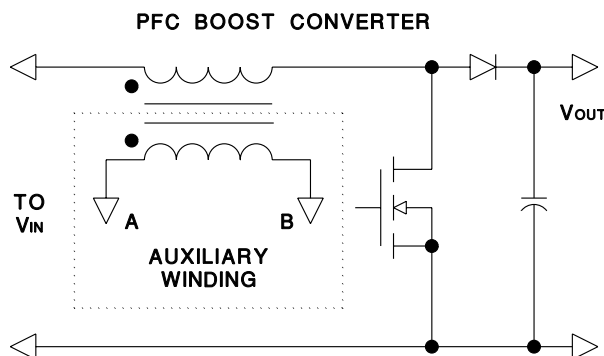 PFC BOOST CONVERTER
VOUT
TO
VIN
A
B
AUXILIARY
WINDING